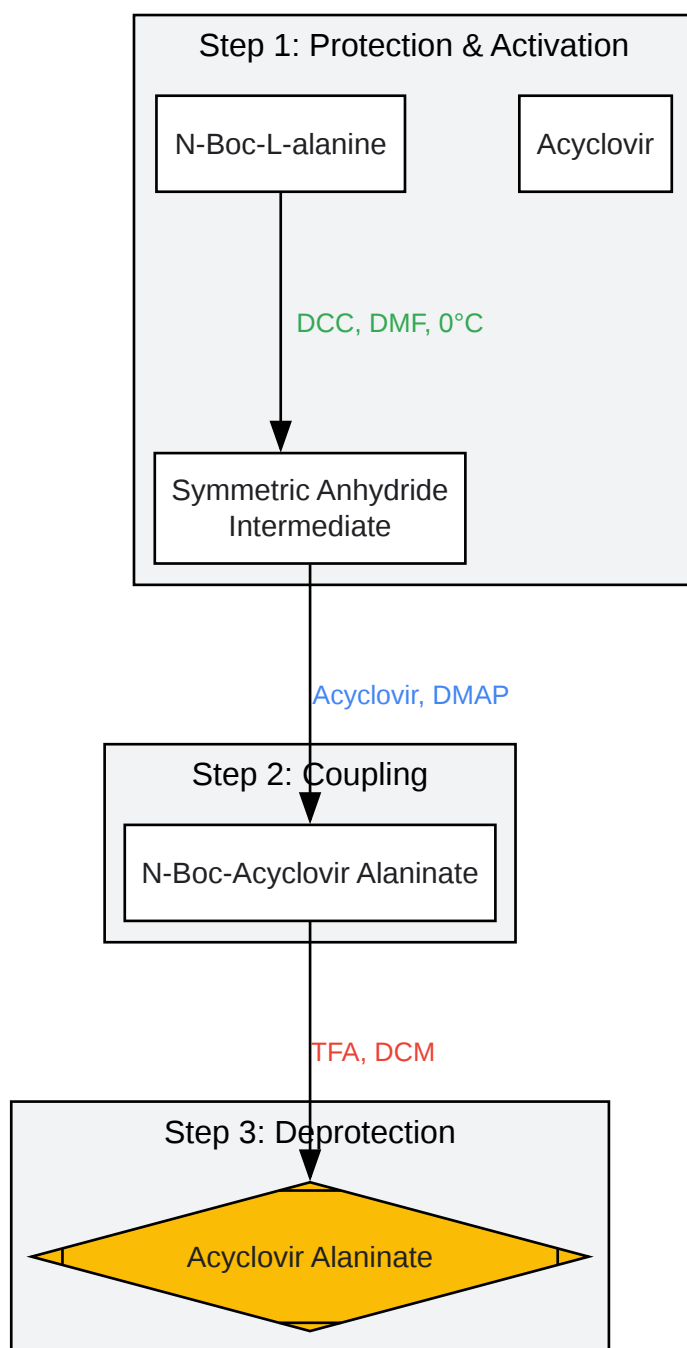 Step 1: Protection & Activation
N-Boc-L-alanine
Acyclovir
DCC, DMF, 0°C
Symmetric Anhydride
Intermediate
Acyclovir, DMAP
Step 2: Coupling
N-Boc-Acyclovir Alaninate
TFA, DCM
Step 3: Deprotection
Acyclovir Alaninate